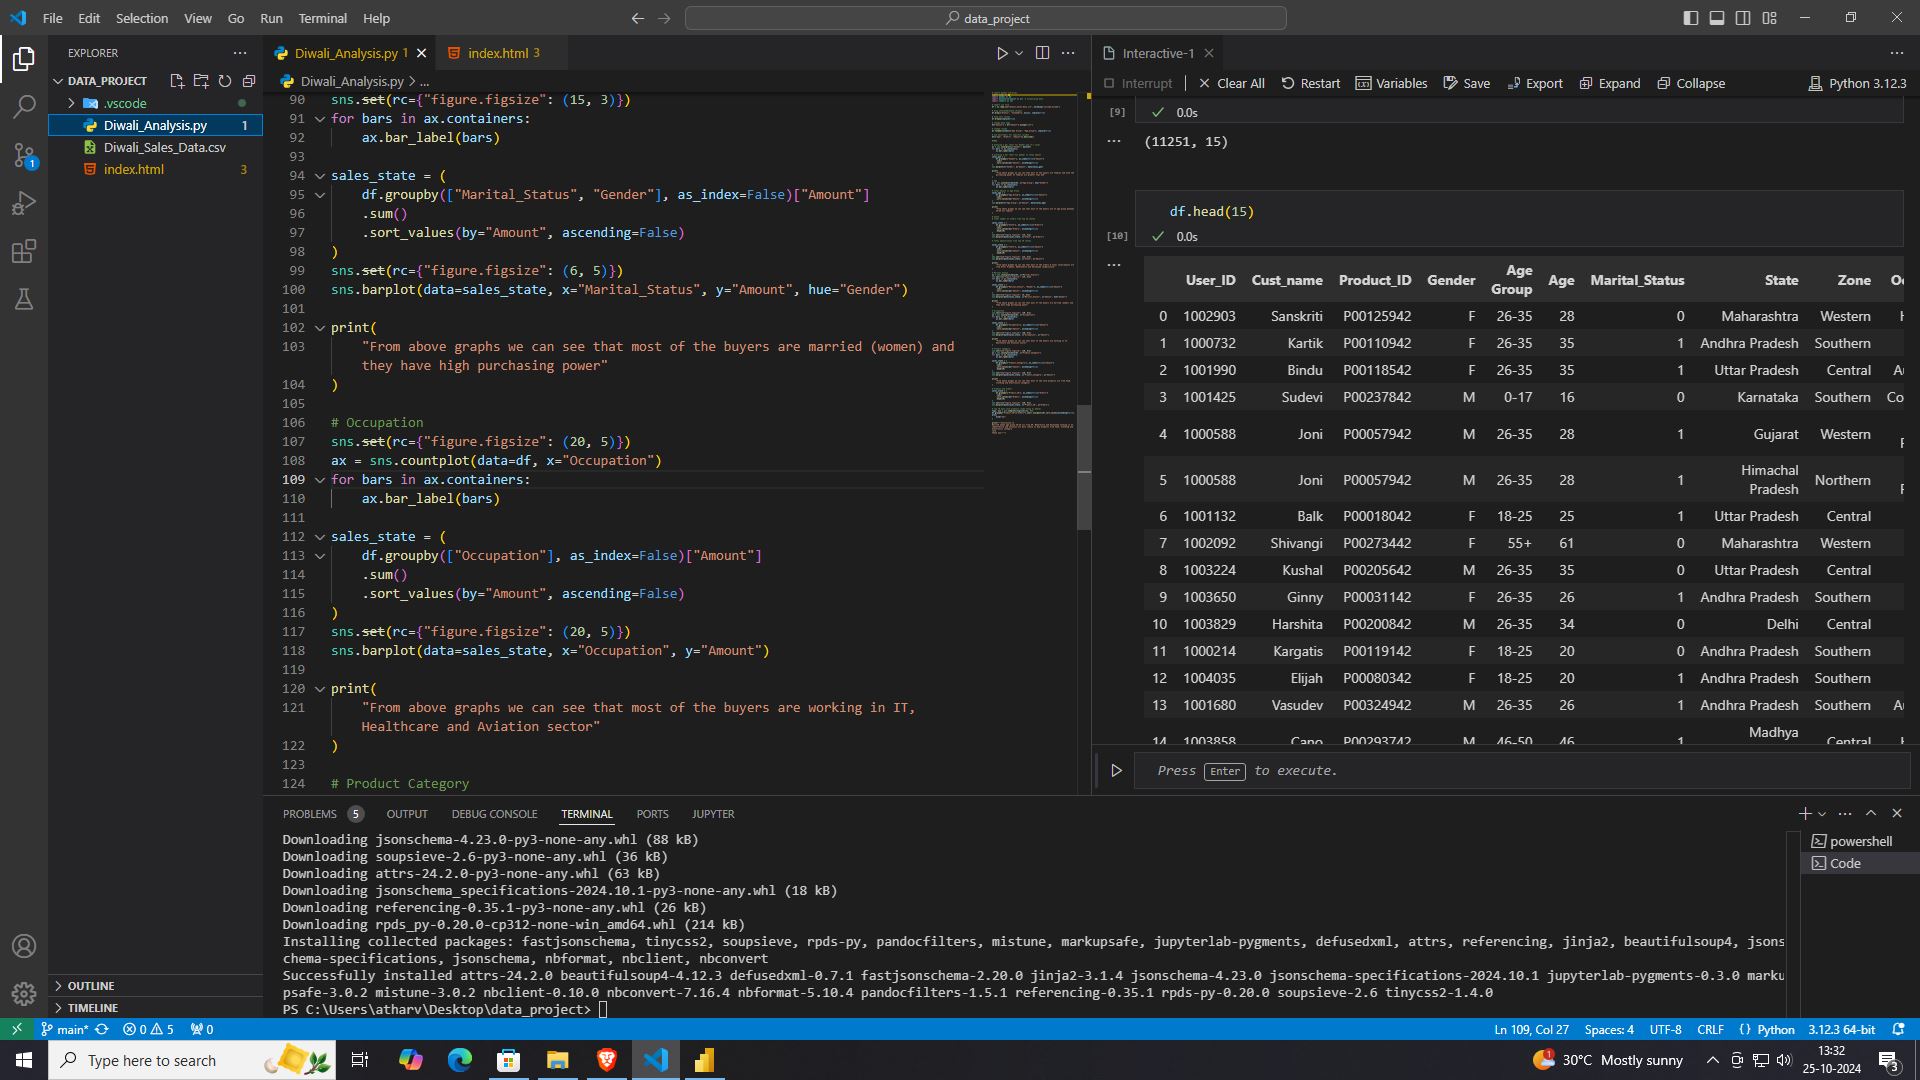 File Edit Selection View Go Run Terminal Help
data_project
EXPLORER
DATA_PROJECT
.vscode
Diwali_Analysis.py 1
Diwali_Sales_Data.csv
index.html 3
OUTLINE
TIMELINE
Diwali_Analysis.py 1
index.html 3
Diwali_Analysis.py > ...
90 sns.set(rc={"figure.figsize": (15, 3)})
91 for bars in ax.containers:
92 ax.bar_label(bars)
93
94 sales_state = (
95 df.groupby(["Marital_Status", "Gender"], as_index=False)["Amount"]
96 .sum()
97 .sort_values(by="Amount", ascending=False)
98 )
99 sns.set(rc={"figure.figsize": (6, 5)})
100 sns.barplot(data=sales_state, x="Marital_Status", y="Amount", hue="Gender")
101
102 print(
103 "From above graphs we can see that most of the buyers are married (women) and
they have high purchasing power"
104 )
105
106 # Occupation
107 sns.set(rc={"figure.figsize": (20, 5)})
108 ax = sns.countplot(data=df, x="Occupation")
109 for bars in ax.containers:
110 ax.bar_label(bars)
111
112 sales_state = (
113 df.groupby(["Occupation"], as_index=False)["Amount"]
114 .sum()
115 .sort_values(by="Amount", ascending=False)
116 )
117 sns.set(rc={"figure.figsize": (20, 5)})
118 sns.barplot(data=sales_state, x="Occupation", y="Amount")
119
120 print(
121 "From above graphs we can see that most of the buyers are working in IT,
Healthcare and Aviation sector"
122 )
123
124 # Product Category
Interactive-1
Interrupt Clear All Restart Variables Save Export Expand Collapse Python 3.12.3
[9] 0.0s
(11251, 15)
df.head(15)
[10] 0.0s
User_ID Cust_name Product_ID Gender Age Group Age Marital_Status State Zone
0 1002903 Sanskriti P00125942 F 26-35 28 0 Maharashtra Western
1 1000732 Kartik P00110942 F 26-35 35 1 Andhra Pradesh Southern
2 1001990 Bindu P00118542 F 26-35 35 1 Uttar Pradesh Central
3 1001425 Sudevi P00237842 M 0-17 16 0 Karnataka Southern
4 1000588 Joni P00057942 M 26-35 28 1 Gujarat Western
5 1000588 Joni P00057942 M 26-35 28 1 Himachal Pradesh Northern
6 1001132 Balk P00018042 F 18-25 25 1 Uttar Pradesh Central
7 1002092 Shivangi P00273442 F 55+ 61 0 Maharashtra Western
8 1003224 Kushal P00205642 M 26-35 35 0 Uttar Pradesh Central
9 1003650 Ginny P00031142 F 26-35 26 1 Andhra Pradesh Southern
10 1003829 Harshita P00200842 M 26-35 34 0 Delhi Central
11 1000214 Kargatis P00119142 F 18-25 20 0 Andhra Pradesh Southern
12 1004035 Elijah P00080342 F 18-25 20 1 Andhra Pradesh Southern
13 1001680 Vasudev P00324942 M 26-35 26 1 Andhra Pradesh Southern
14 1003858 Cano P00293742 M 46-50 46 1 Madhya Central
Press Enter to execute.
PROBLEMS 5 OUTPUT DEBUG CONSOLE TERMINAL PORTS JUPYTER
Downloading jsonschema-4.23.0-py3-none-any.whl (88 kB)
Downloading soupsieve-2.6-py3-none-any.whl (36 kB)
Downloading attrs-24.2.0-py3-none-any.whl (63 kB)
Downloading jsonschema_specifications-2024.10.1-py3-none-any.whl (18 kB)
Downloading referencing-0.35.1-py3-none-any.whl (26 kB)
Downloading rpds_py-0.20.0-cp312-none-win_amd64.whl (214 kB)
Installing collected packages: fastjsonschema, tinycss2, soupsieve, rpds-py, pandocfilters, mistune, markupsafe, jupyterlab-pygments, defusedxml, attrs, referencing, jinja2, beautifulsoup4, jsons
chema-specifications, jsonschema, nbformat, nbclient, nbconvert
Successfully installed attrs-24.2.0 beautifulsoup4-4.12.3 defusedxml-0.7.1 fastjsonschema-2.20.0 jinja2-3.1.4 jsonschema-4.23.0 jsonschema-specifications-2024.10.1 jupyterlab-pygments-0.3.0 marku
psafe-3.0.2 mistune-3.0.2 nbclient-0.10.0 nbconvert-7.16.4 nbformat-5.10.4 pandocfilters-1.5.1 referencing-0.35.1 rpds-py-0.20.0 soupsieve-2.6 tinycss2-1.4.0
PS C:\Users\atharv\Desktop\data_project>
powershell
Code
main* 0 5 0 Ln 109, Col 27 Spaces: 4 UTF-8 CRLF {} Python 3.12.3 64-bit
Type here to search
30°C Mostly sunny
13:32
25-10-2024
3